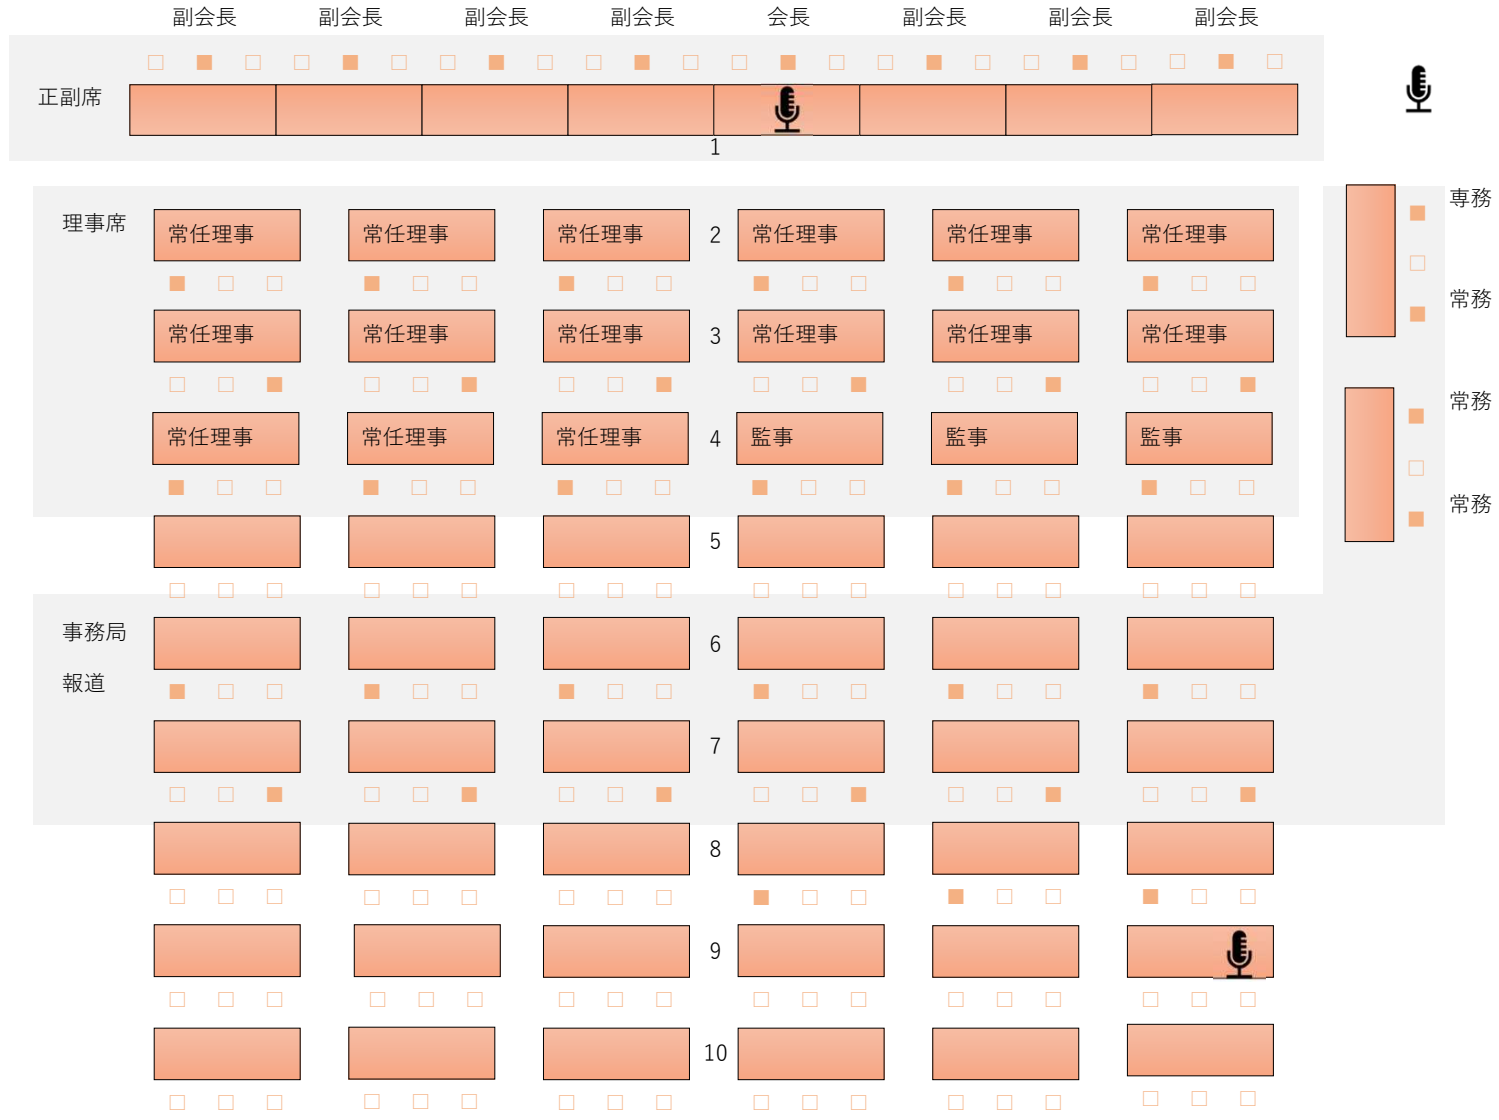 副会長 副会長 副会長 副会長 会長 副会長 副会長 副会長
正副席
1
専務
理事席
常任理事 常任理事 常任理事 2 常任理事 常任理事 常任理事
常務
常任理事 常任理事 常任理事 3 常任理事 常任理事 常任理事
常務
常任理事 常任理事 常任理事 4 監事 監事 監事
常務
5
事務局
6
報道
7
8
9
10